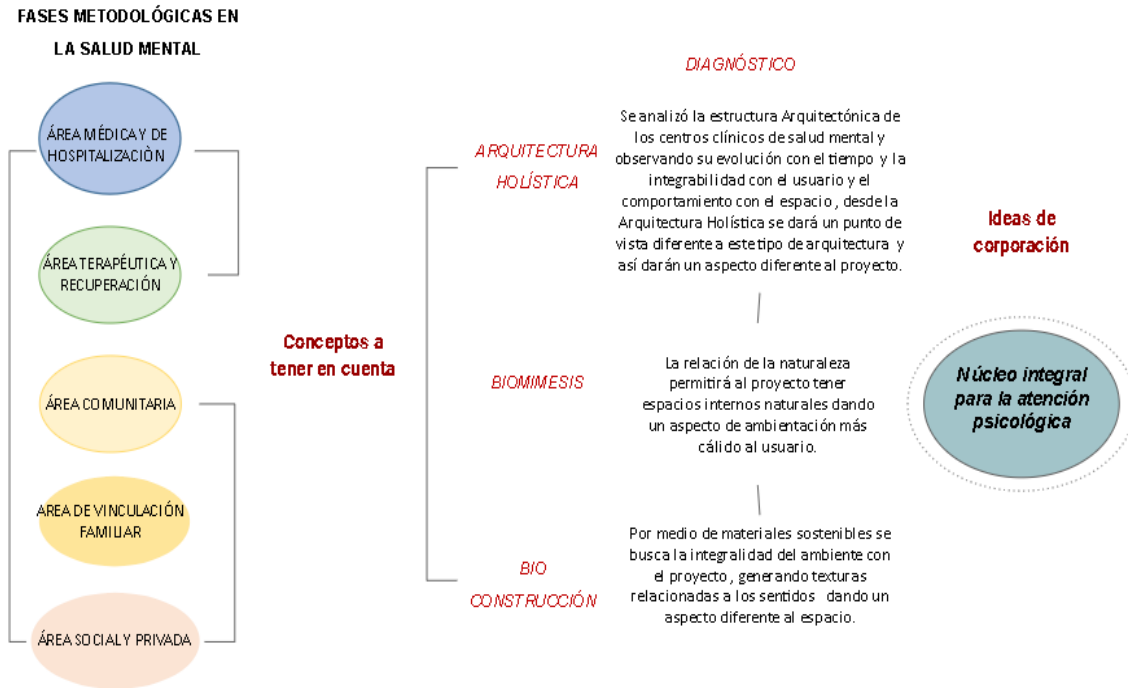 FASES METODOLÓGICAS EN
LA SALUD MENTAL
ÁREA MÉDICA Y DE
HOSPITALIZACIÒN
ÁREA TERAPÉUTICA Y
RECUPERACIÓN
ÁREA COMUNITARIA
AREA DE VINCULACIÓN
FAMILIAR
ÁREA SOCIAL Y PRIVADA
Conceptos a
tener en cuenta
ARQUITECTURA
HOLÍSTICA
BIOMIMESIS
BIO
CONSTRUCCIÓN
DIAGNÓSTICO
Se analizó la estructura Arquitectónica de
los centros clínicos de salud mental y
observando su evolución con el tiempo y la
integrabilidad con el usuario y el
comportamiento con el espacio , desde la
Arquitectura Holística se dará un punto de
vista diferente a este tipo de arquitectura y
así darán un aspecto diferente al proyecto.
La relación de la naturaleza
permitirá al proyecto tener
espacios internos naturales dando
un aspecto de ambientación más
cálido al usuario.
Por medio de materiales sostenibles se
busca la integralidad del ambiente con
el proyecto , generando texturas
relacionadas a los sentidos dando un
aspecto diferente al espacio.
Ideas de
corporación
Núcleo integral
para la atención
psicológica